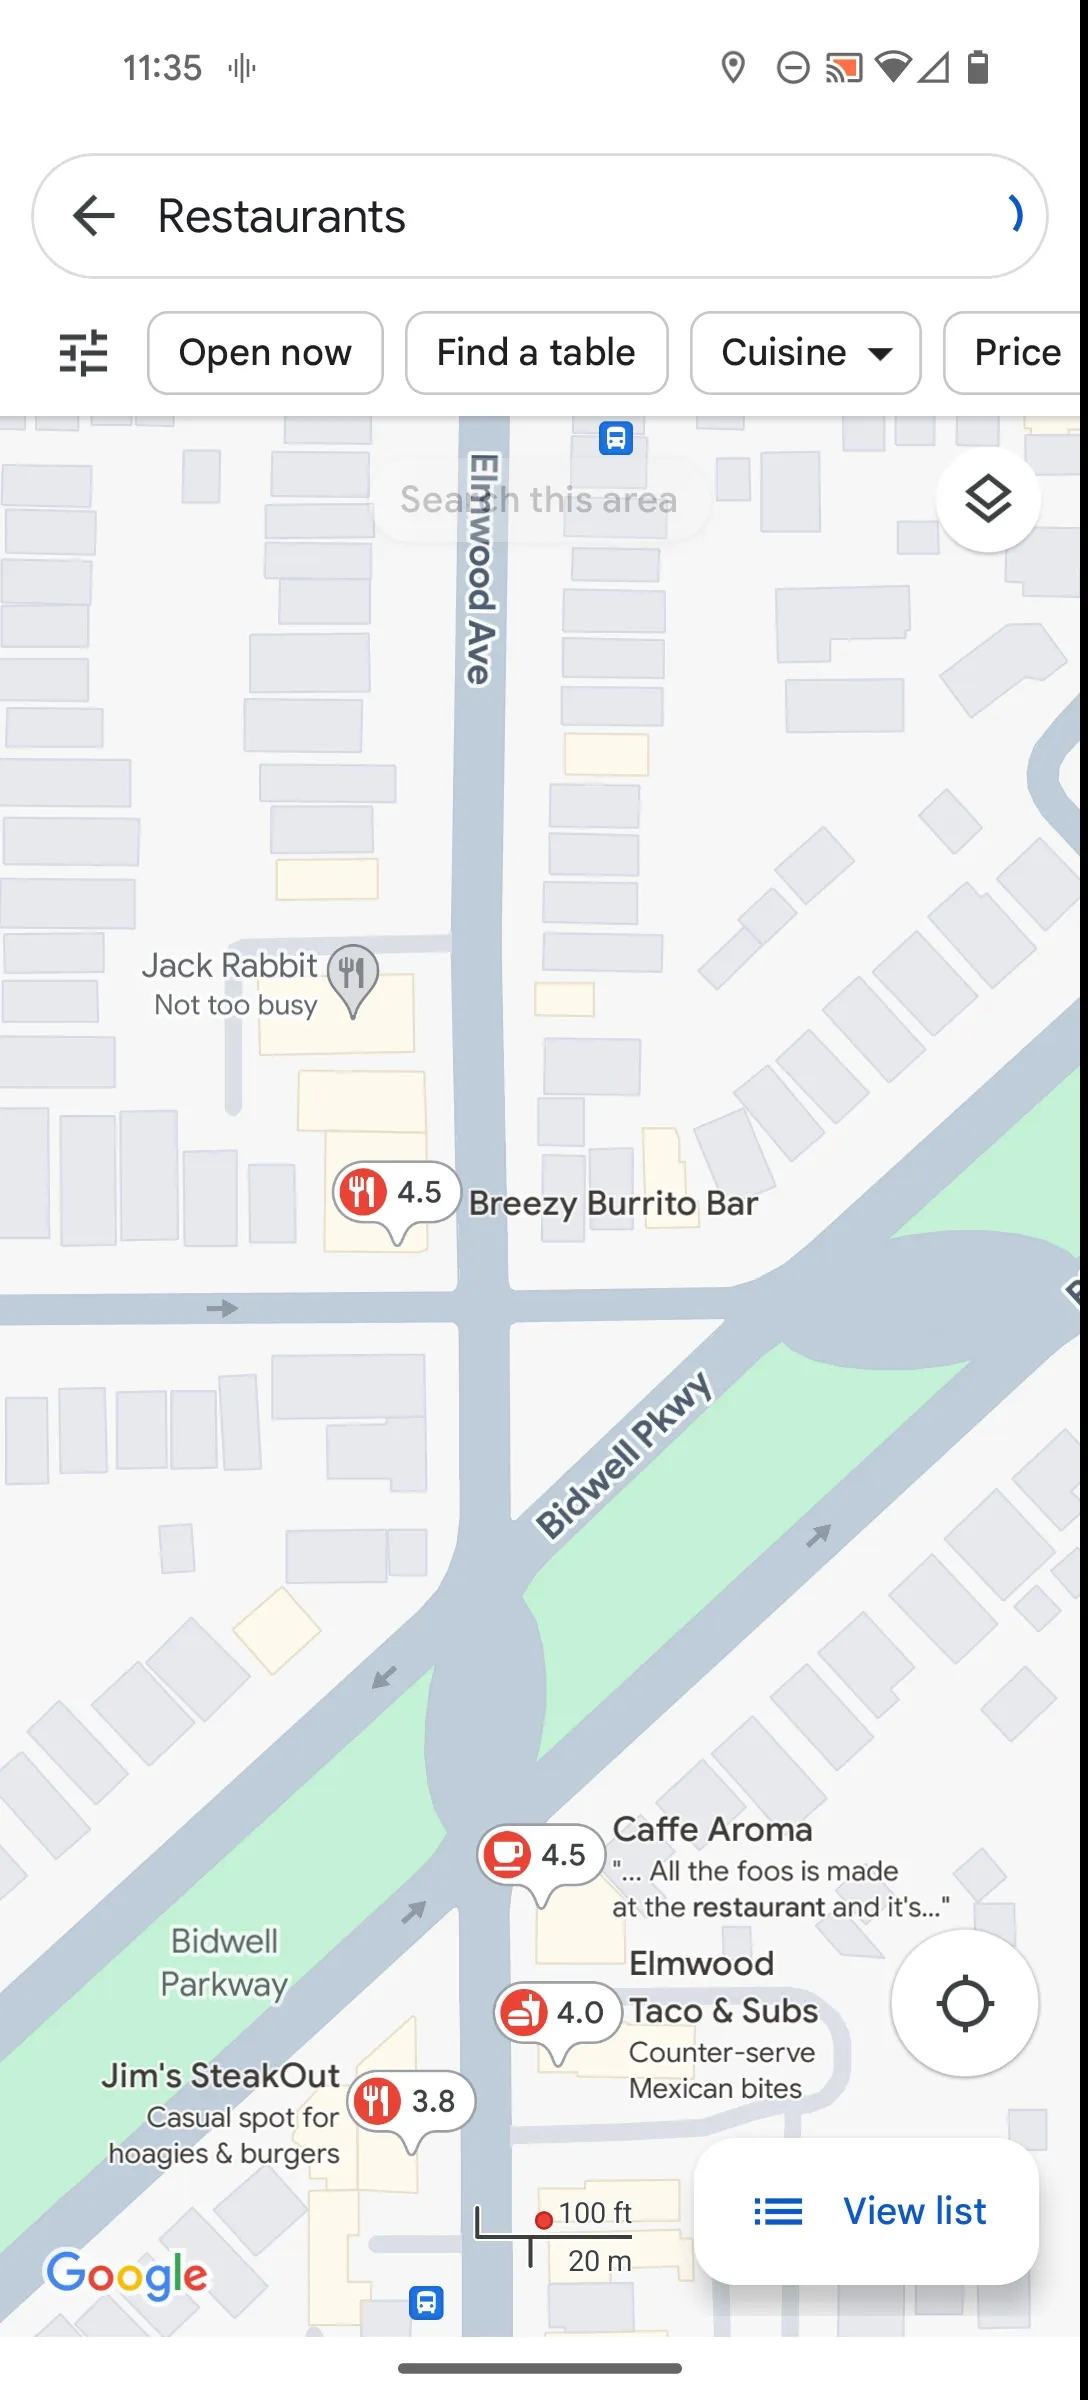 11:35
Restaurants
Open now
Find a table
Cuisine
Price
Search this area
Elmwood Ave
Jack Rabbit
Not too busy
4.5
Breezy Burrito Bar
Bidwell Pkwy
4.5
Caffe Aroma
"... All the foos is made
at the restaurant and it's..."
Bidwell
Parkway
4.0
Elmwood
Taco & Subs
Counter-serve
Mexican bites
Jim's SteakOut
Casual spot for
hoagies & burgers
3.8
100 ft
20 m
View list
Google